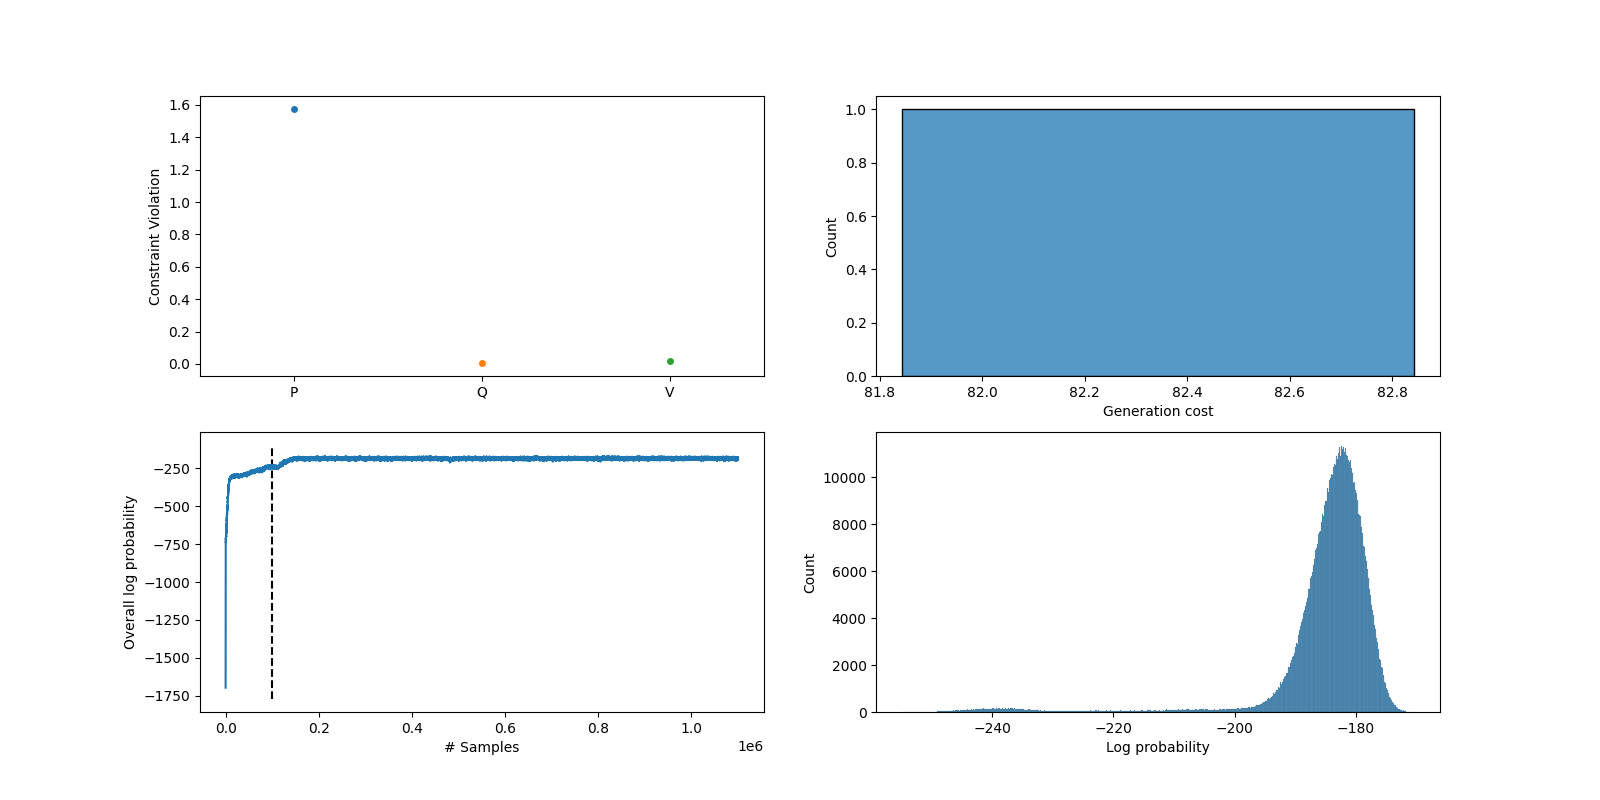 1.6
1.4
1.2
1.0
0.8
0.6
0.4
0.2
0.0
Constraint Violation
P Q V
1.0
0.8
0.6
0.4
0.2
0.0
Count
81.8 82.0 82.2 82.4 82.6 82.8
Generation cost
−250
−500
−750
−1000
−1250
−1500
−1750
Overall log probability
0.0 0.2 0.4 0.6 0.8 1.0
1e6
# Samples
10000
8000
6000
4000
2000
0
Count
−240 −220 −200 −180
Log probability